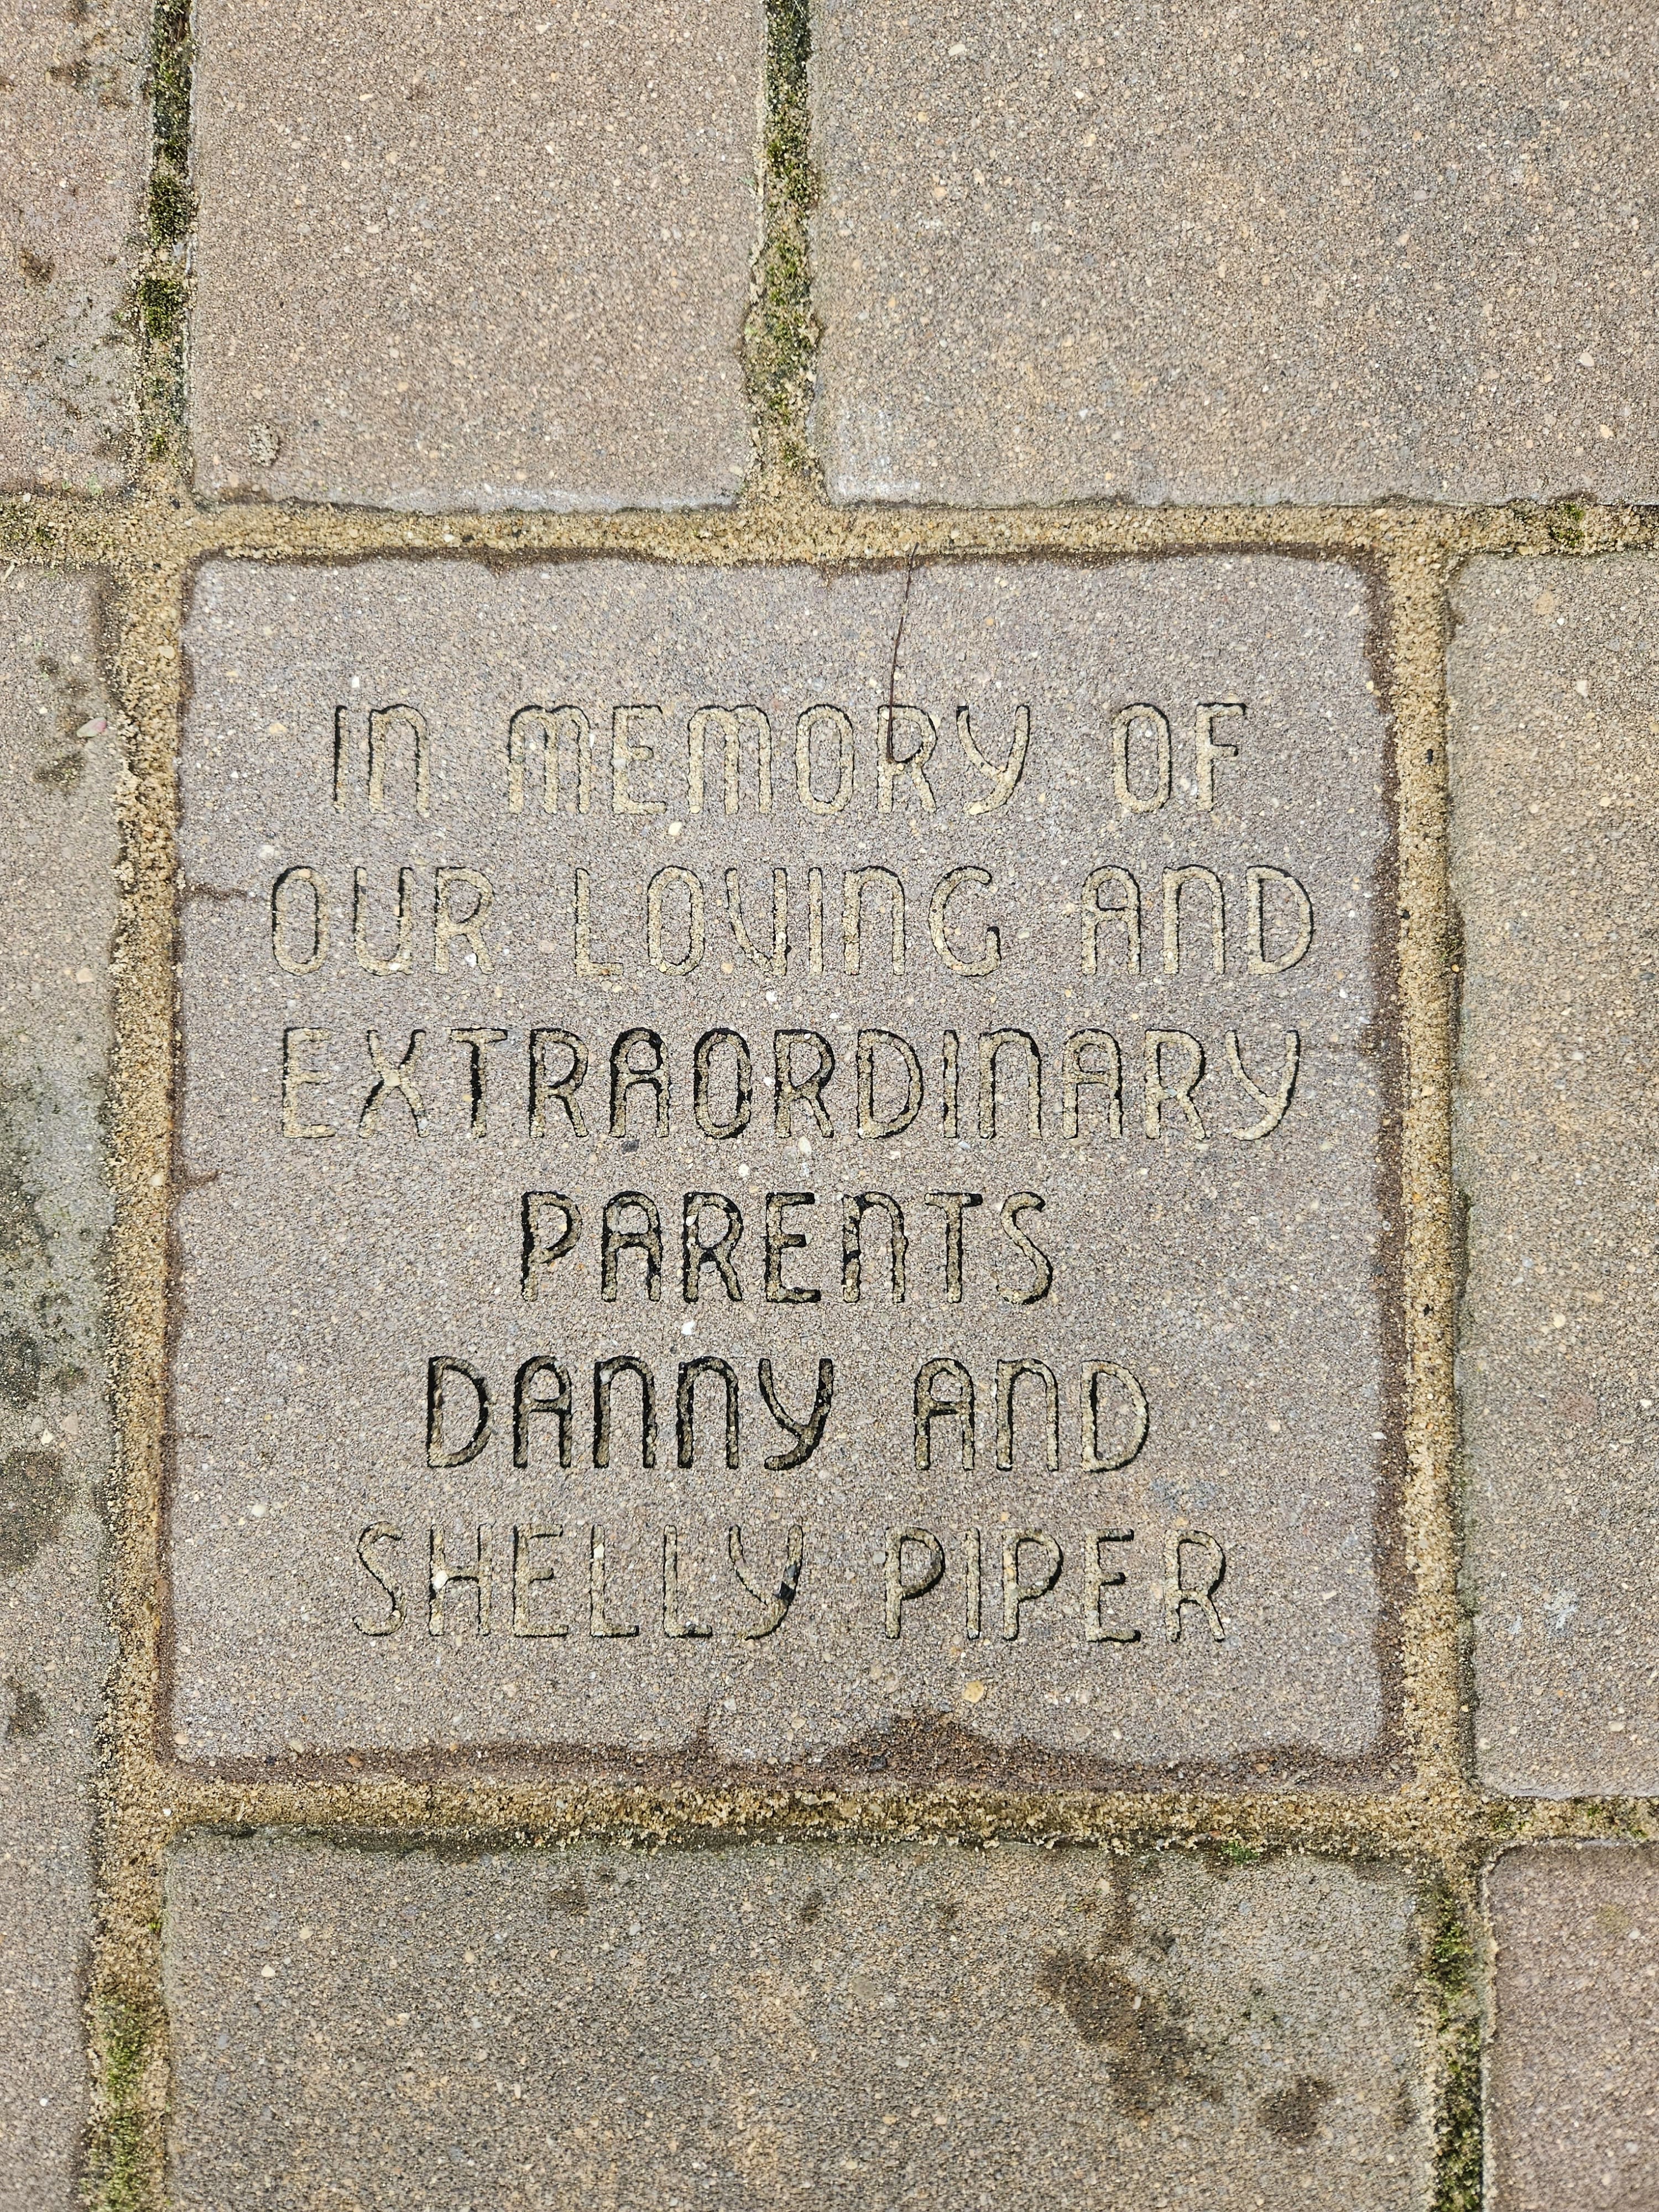 IN MEMORY OF
OUR LOVING AND
EXTRAORDINARY
PARENTS
DANNY AND
SHELLY PIPER